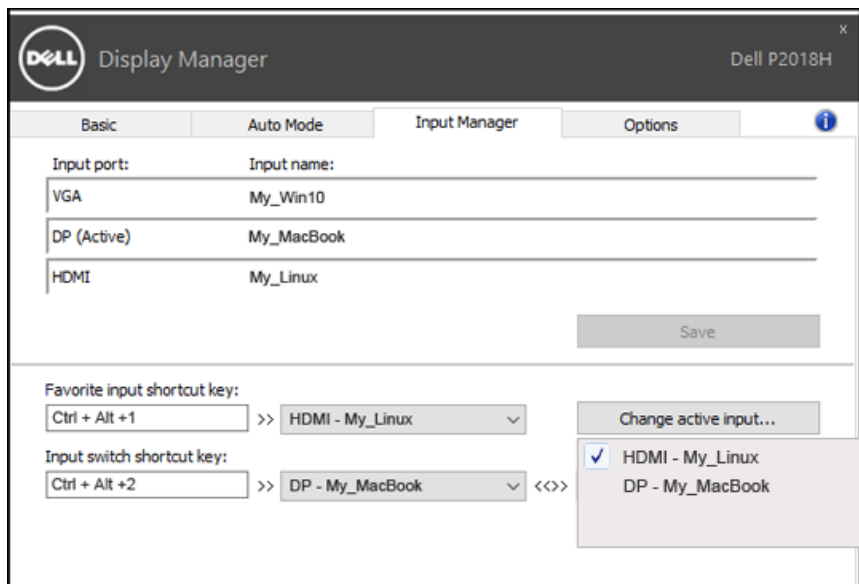 x
DELL Display Manager Dell P2018H
Basic Auto Mode Input Manager Options i
Input port: Input name:
VGA My_Win10
DP (Active) My_MacBook
HDMI My_Linux
Save
Favorite input shortcut key:
Ctrl + Alt +1 >> HDMI - My_Linux Change active input...
Input switch shortcut key:
Ctrl + Alt +2 >> DP - My_MacBook <<>>
HDMI - My_Linux
DP - My_MacBook